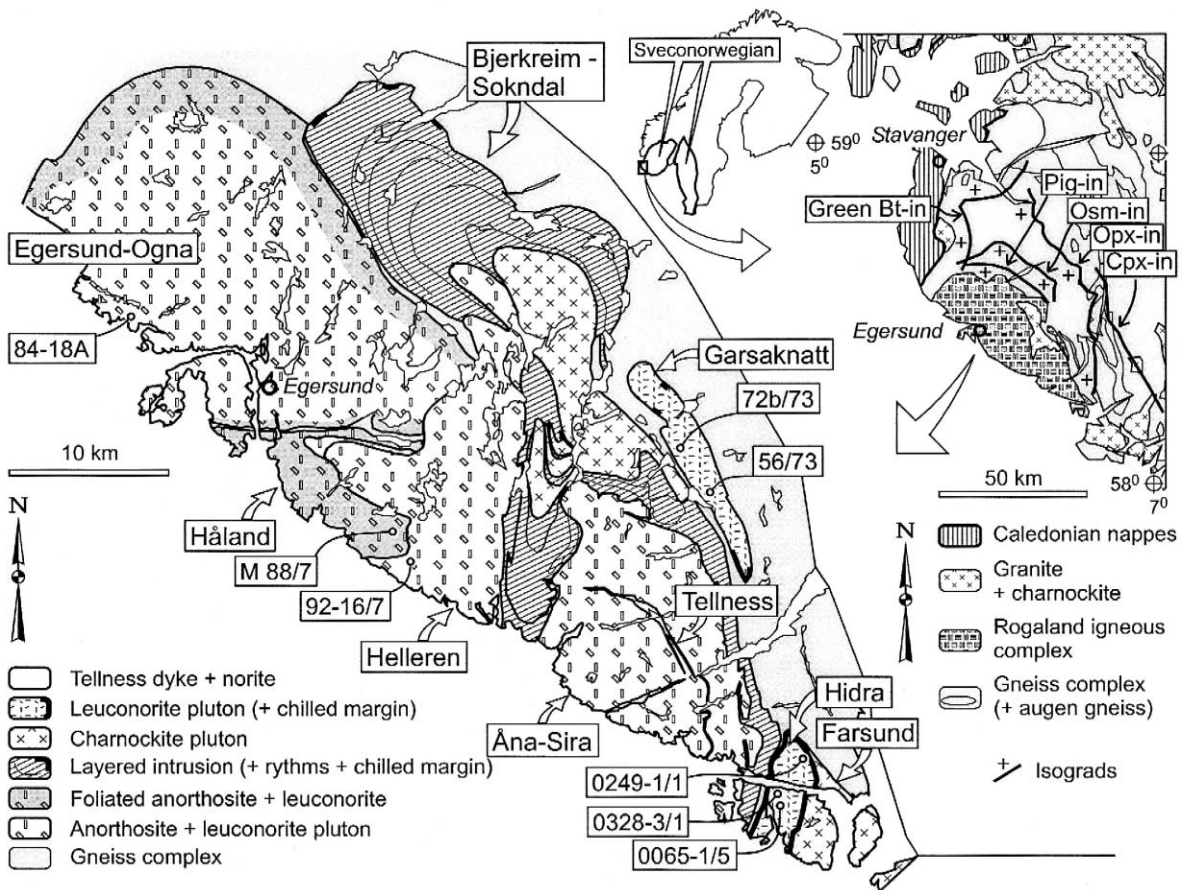 Bjerkreim -
Sokndal
Sveconorwegian
Egersund-Ogna
84-18A
Egersund
10 km
N
Håland
M 88/7
92-16/7
Helleren
Garsaknatt
72b/73
56/73
Tellness
Åna-Sira
Hidra
Farsund
0249-1/1
0328-3/1
0065-1/5
Stavanger
59⁰
5⁰
Green Bt-in
Pig-in
Osm-in
Opx-in
Cpx-in
Egersund
50 km
58⁰
7⁰
N
Tellness dyke + norite
Leuconorite pluton (+ chilled margin)
Charnockite pluton
Layered intrusion (+ rythms + chilled margin)
Foliated anorthosite + leuconorite
Anorthosite + leuconorite pluton
Gneiss complex
Caledonian nappes
Granite
+ charnockite
Rogaland igneous
complex
Gneiss complex
(+ augen gneiss)
Isograds